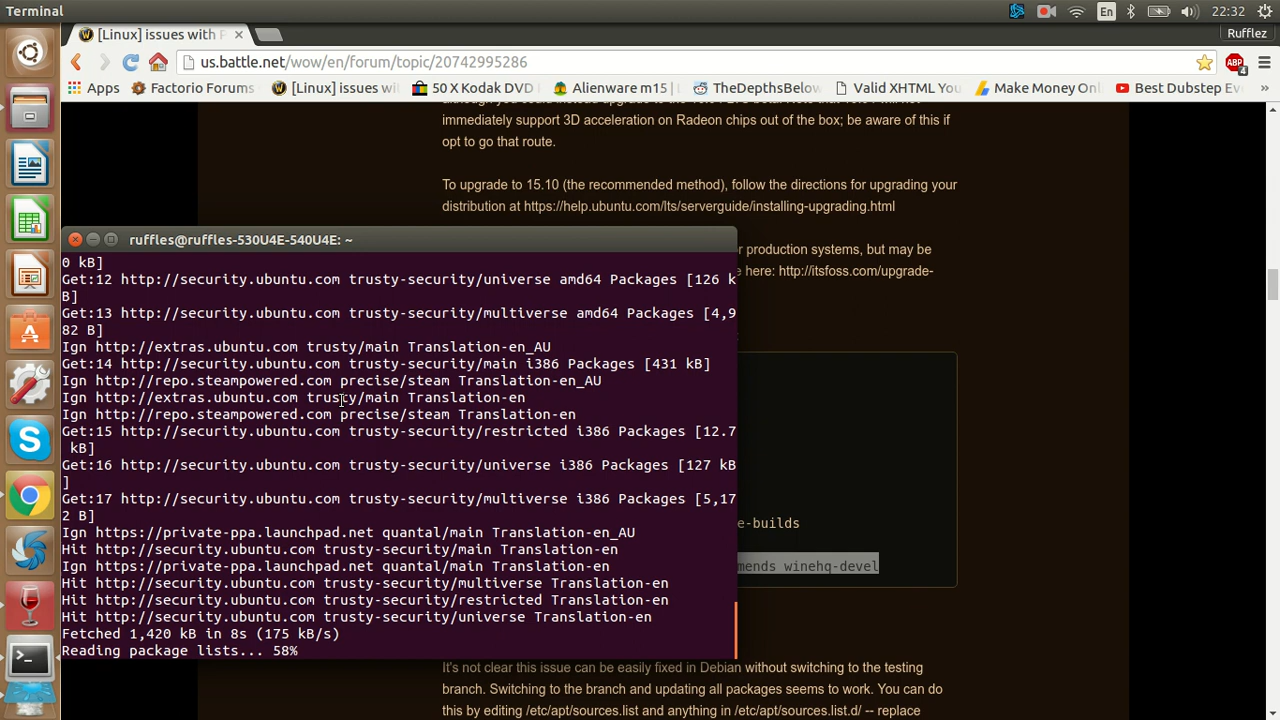 Terminal
En
22:32
[Linux] issues with
Rufflez
us.battle.net/wow/en/forum/topic/20742995286
ABP
4
Apps
Factorio Forums
[Linux] issues wi
50 X Kodak DVD
Alienware m15 | 
TheDepthsBelow
Valid XHTML
Make Money On
Best Dubstep
immediately support 3D acceleration on Radeon chips out of the box; be aware of this if
opt to go that route.
To upgrade to 15.10 (the recommended method), follow the directions for upgrading your
distribution at https://help.ubuntu.com/lts/serverguide/installing-upgrading.html
ruffles@ruffles-530U4E-540U4E: ~
r production systems, but may be
e here: http://itsfoss.com/upgrade-
0 kB]
Get:12 http://security.ubuntu.com trusty-security/universe amd64 Packages [126 k
B]
Get:13 http://security.ubuntu.com trusty-security/multiverse amd64 Packages [4,9
82 B]
Ign http://extras.ubuntu.com trusty/main Translation-en_AU
Get:14 http://security.ubuntu.com trusty-security/main i386 Packages [431 kB]
Ign http://repo.steampowered.com precise/steam Translation-en_AU
Ign http://extras.ubuntu.com trusty/main Translation-en
Ign http://repo.steampowered.com precise/steam Translation-en
Get:15 http://security.ubuntu.com trusty-security/restricted i386 Packages [12.7
 kB]
Get:16 http://security.ubuntu.com trusty-security/universe i386 Packages [127 kB
]
Get:17 http://security.ubuntu.com trusty-security/multiverse i386 Packages [5,17
2 B]
Ign https://private-ppa.launchpad.net quantal/main Translation-en_AU
Hit http://security.ubuntu.com trusty-security/main Translation-en
Ign https://private-ppa.launchpad.net quantal/main Translation-en
Hit http://security.ubuntu.com trusty-security/multiverse Translation-en
Hit http://security.ubuntu.com trusty-security/restricted Translation-en
Hit http://security.ubuntu.com trusty-security/universe Translation-en
Fetched 1,420 kB in 8s (175 kB/s)
Reading package lists... 58%
e-builds
mends winehq-devel
It's not clear this issue can be easily fixed in Debian without switching to the testing
branch. Switching to the branch and updating all packages seems to work. You can do
this by editing /etc/apt/sources.list and anything in /etc/apt/sources.list.d/ -- replace